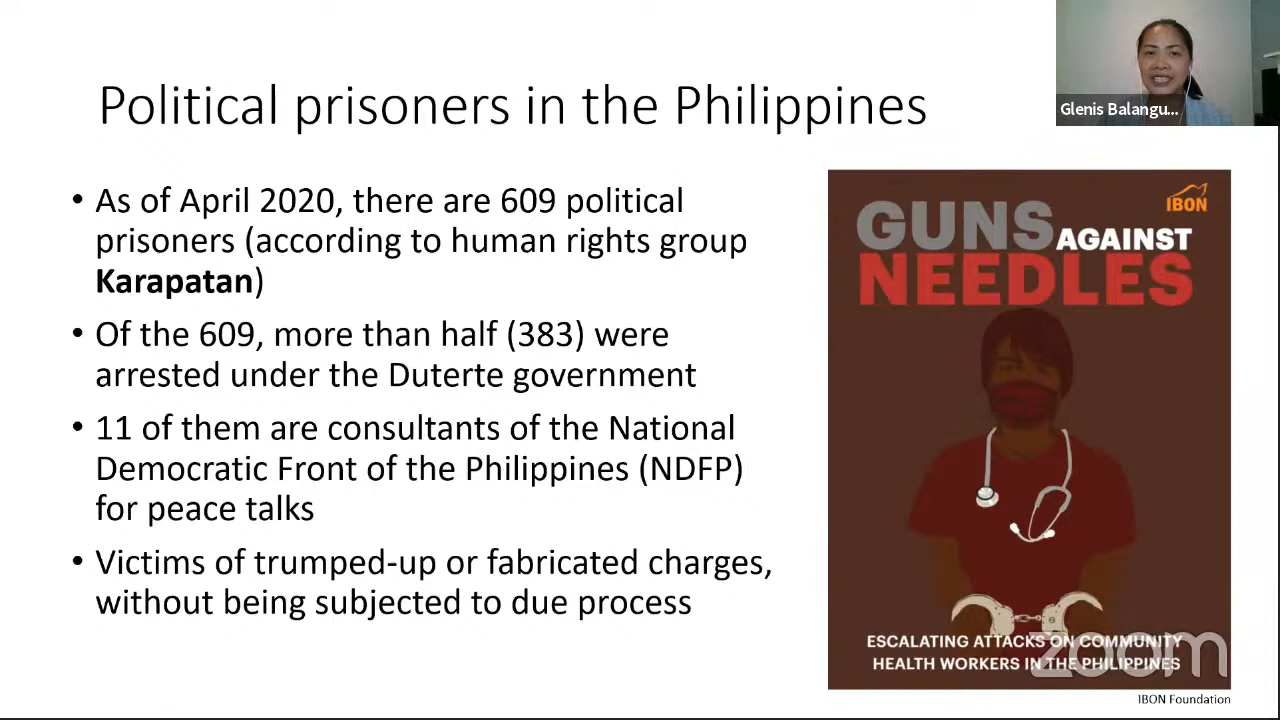 Political prisoners in the Philippines
Glenis Balangu...
• As of April 2020, there are 609 political
prisoners (according to human rights group
Karapatan)
• Of the 609, more than half (383) were
arrested under the Duterte government
• 11 of them are consultants of the National
Democratic Front of the Philippines (NDFP)
for peace talks
• Victims of trumped-up or fabricated charges,
without being subjected to due process
IBON
GUNS
AGAINST
NEEDLES
ESCALATING ATTACKS ON COMMUNITY
HEALTH WORKERS IN THE PHILIPPINES
zoom
IBON Foundation